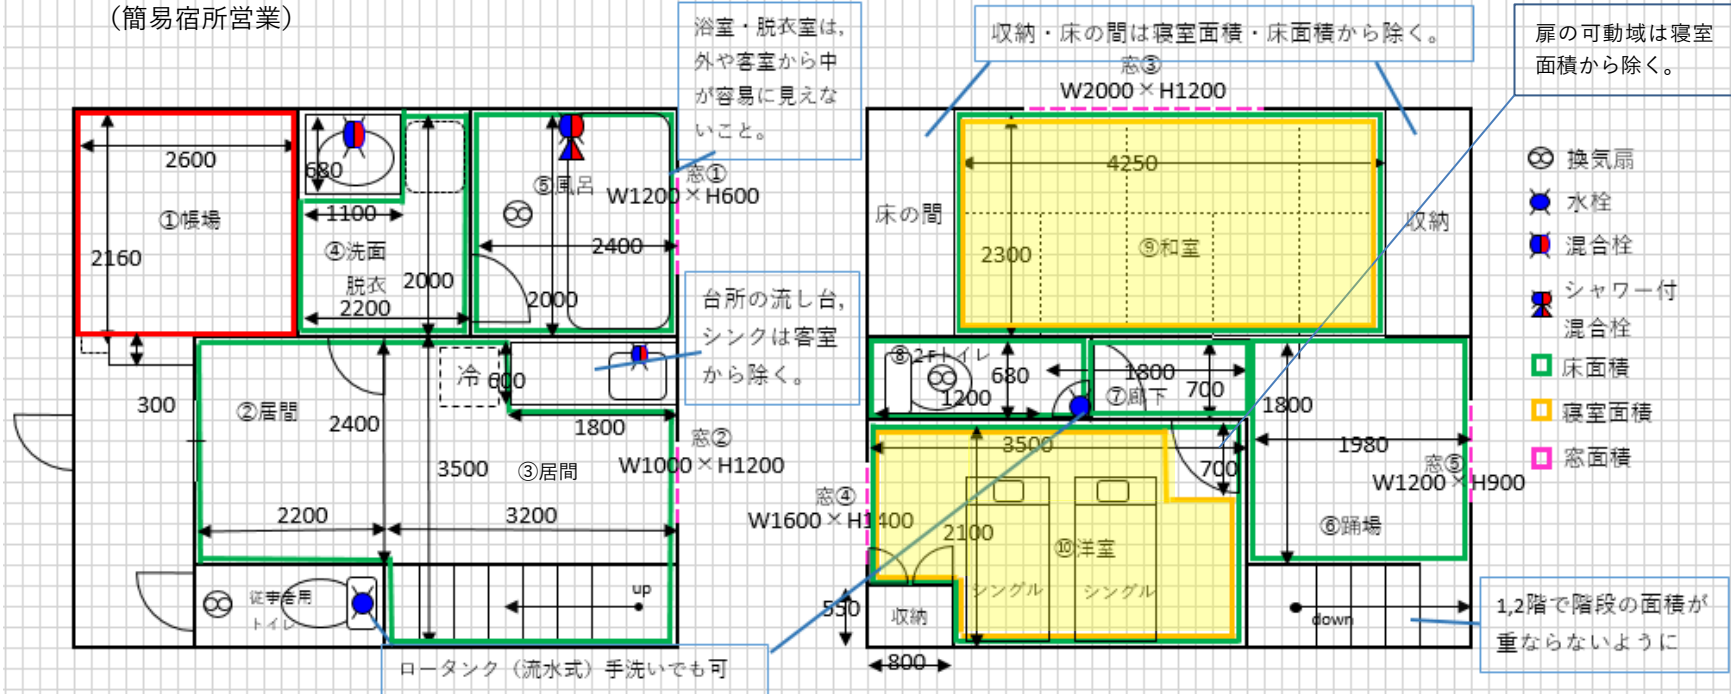 （簡易宿所営業）
浴室・脱衣室は，
外や客室から中
が容易に見えな
いこと。
収納・床の間は寝室面積・床面積から除く。
扉の可動域は寝室
面積から除く。
窓③
W2000×H1200
2600
680
①帳場
1100
2160
④洗面
脱衣
2000
2200
⑤風呂
窓①
W1200×H600
2400
2000
台所の流し台，
シンクは客室
から除く。
300
②居間
2400
冷
600
1800
3500
③居間
窓②
W1000×H1200
2200
3200
従事者用
トイレ
up
ロータンク（流水式）手洗いでも可
床の間
4250
2300
⑨和室
収納
⑧2Fトイレ
680
1200
1800
⑦廊下
700
1800
1980
窓⑤
W1200×H900
⑥踊場
3500
700
窓④
W1600×H1400
2100
⑩洋室
シングル
シングル
収納
550
800
down
1,2階で階段の面積が
重ならないように
換気扇
水栓
混合栓
シャワー付
混合栓
床面積
寝室面積
窓面積